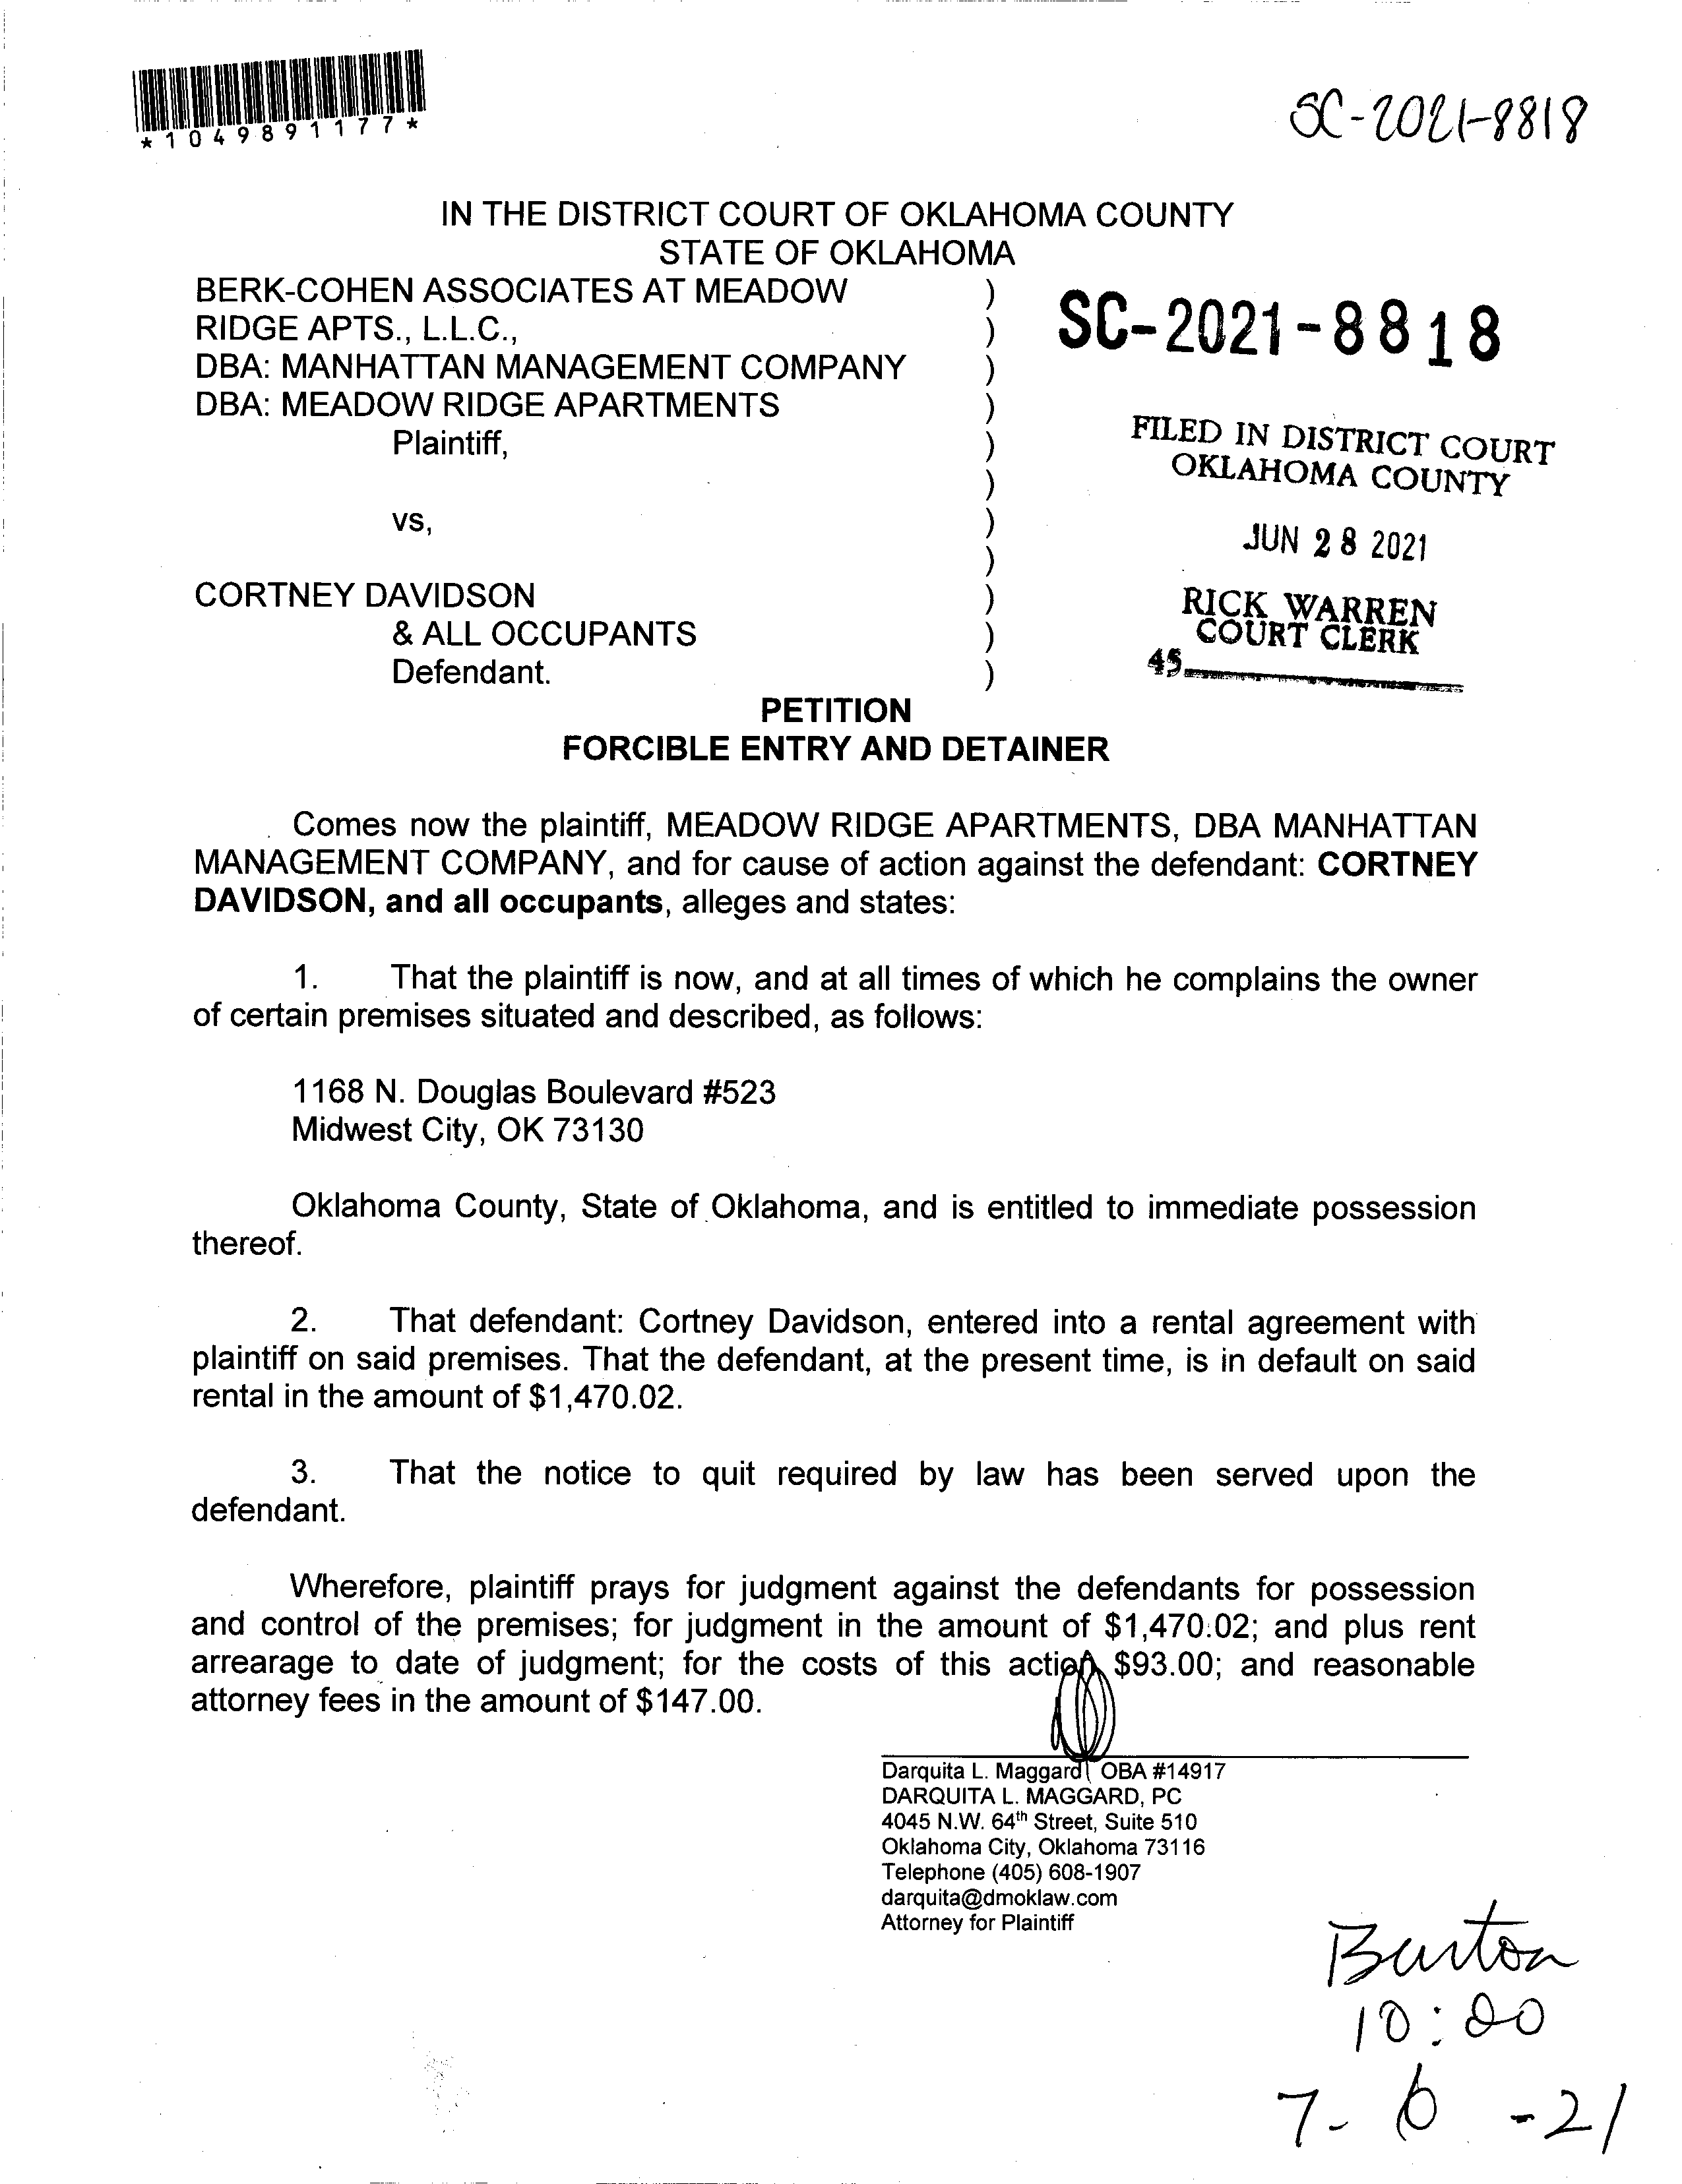 *1049891177*
SC-2021-8818
IN THE DISTRICT COURT OF OKLAHOMA COUNTY
STATE OF OKLAHOMA
BERK-COHEN ASSOCIATES AT MEADOW )
RIDGE APTS., L.L.C., )
DBA: MANHATTAN MANAGEMENT COMPANY )
DBA: MEADOW RIDGE APARTMENTS )
Plaintiff, )
)
vs, )
)
CORTNEY DAVIDSON )
& ALL OCCUPANTS )
Defendant. )
SC-2021-8818
FILED IN DISTRICT COURT
OKLAHOMA COUNTY
JUN 28 2021
RICK WARREN
COURT CLERK
45
PETITION
FORCIBLE ENTRY AND DETAINER
Comes now the plaintiff, MEADOW RIDGE APARTMENTS, DBA MANHATTAN
MANAGEMENT COMPANY, and for cause of action against the defendant: CORTNEY
DAVIDSON, and all occupants, alleges and states:
1. That the plaintiff is now, and at all times of which he complains the owner
of certain premises situated and described, as follows:
1168 N. Douglas Boulevard #523
Midwest City, OK 73130
Oklahoma County, State of Oklahoma, and is entitled to immediate possession
thereof.
2. That defendant: Cortney Davidson, entered into a rental agreement with
plaintiff on said premises. That the defendant, at the present time, is in default on said
rental in the amount of $1,470.02.
3. That the notice to quit required by law has been served upon the
defendant.
Wherefore, plaintiff prays for judgment against the defendants for possession
and control of the premises; for judgment in the amount of $1,470.02; and plus rent
arrearage to date of judgment; for the costs of this action, $93.00; and reasonable
attorney fees in the amount of $147.00.
Darquita L. Maggard OBA #14917
DARQUITA L. MAGGARD, PC
4045 N.W. 64th Street, Suite 510
Oklahoma City, Oklahoma 73116
Telephone (405) 608-1907
darquita@dmoklaw.com
Attorney for Plaintiff
Burton
10:00
7-6-21